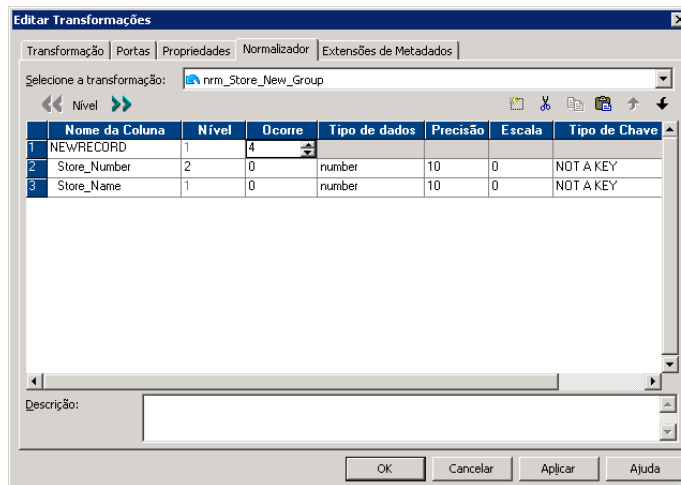 Editar Transformações
Transformação Portas Propriedades Normalizador Extensões de Metadados
Selecione a transformação: nrm_Store_New_Group
Nível
Nome da Coluna Nível Ocorre Tipo de dados Precisão Escala Tipo de Chave
1 NEWRECORD 1 4
2 Store_Number 2 0 number 10 0 NOT A KEY
3 Store_Name 1 0 number 10 0 NOT A KEY
Descrição:
OK Cancelar Aplicar Ajuda